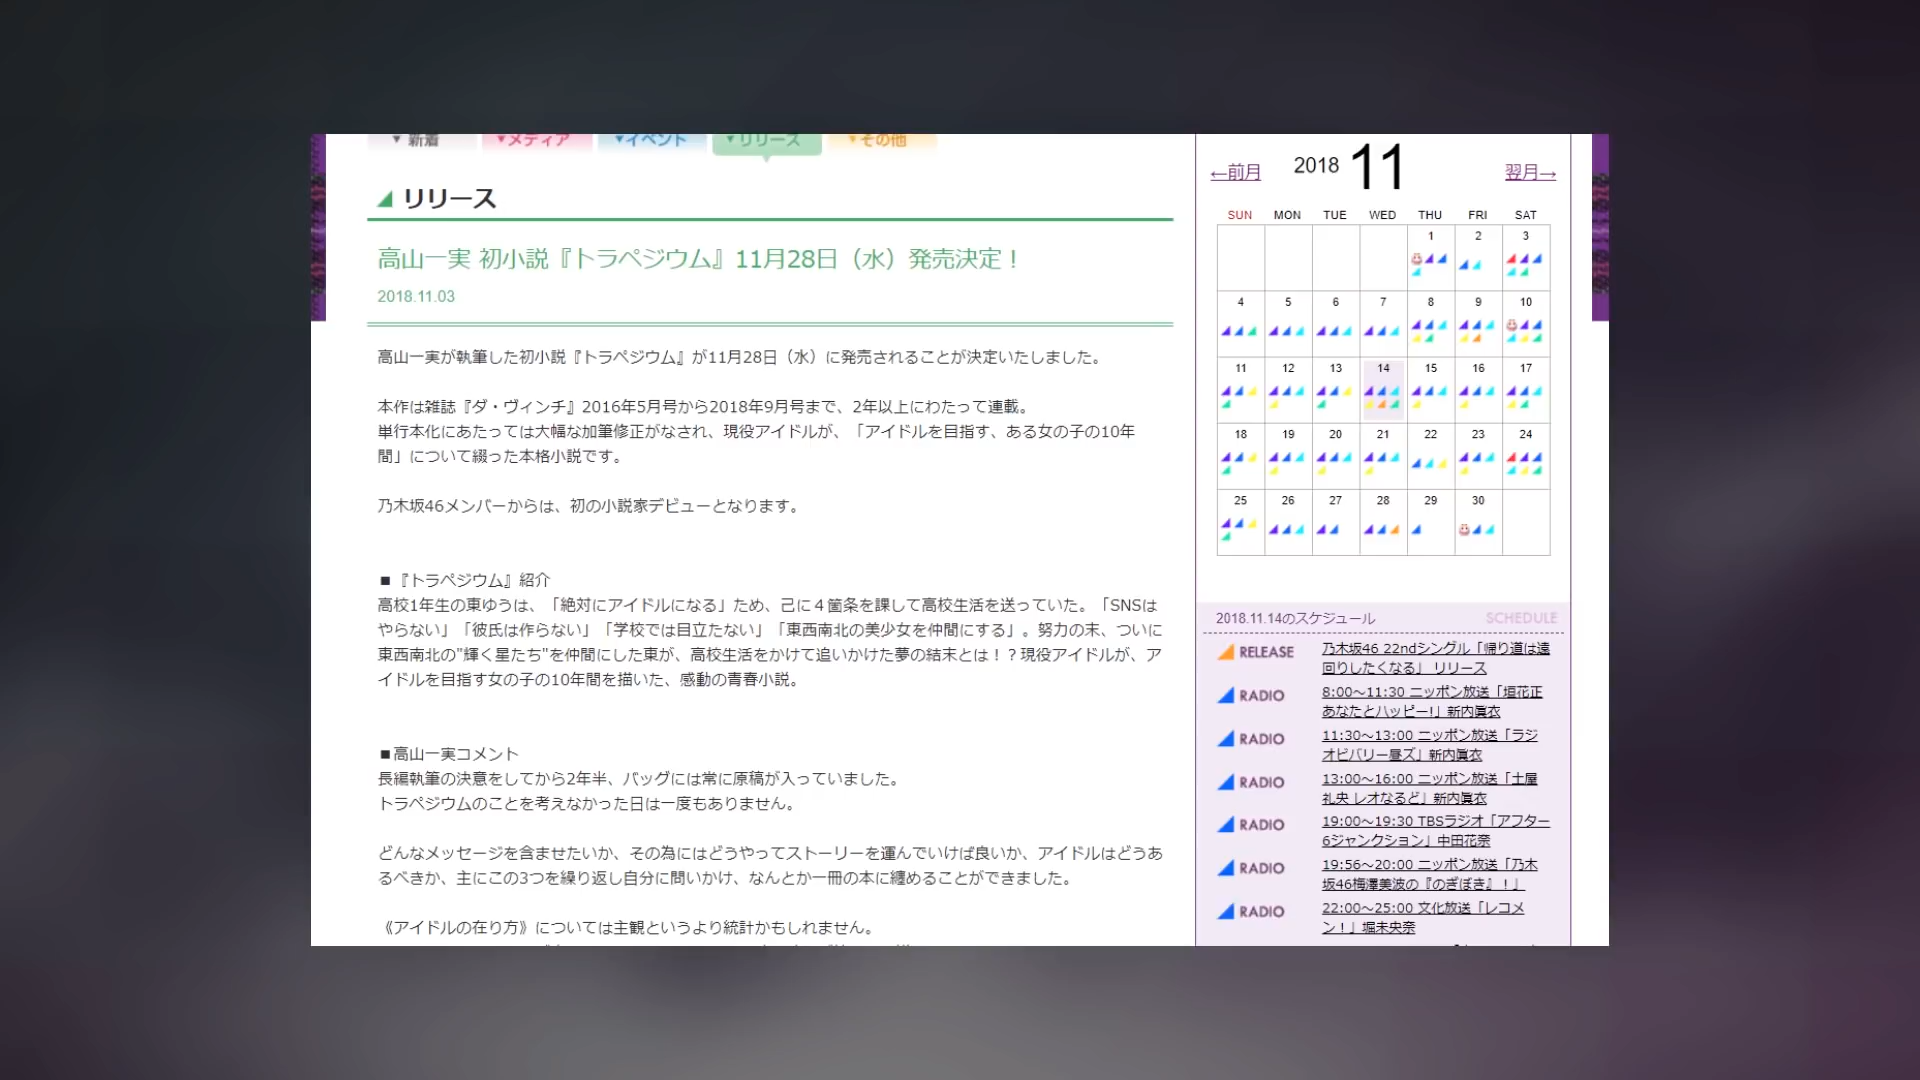 ▼新着
▼メディア
▼イベント
▼リリース
▼その他
リリース
高山一実 初小説『トラペジウム』11月28日（水）発売決定！
2018.11.03
高山一実が執筆した初小説『トラペジウム』が11月28日（水）に発売されることが決定いたしました。
本作は雑誌『ダ・ヴィンチ』2016年5月号から2018年9月号まで、2年以上にわたって連載。
単行本化にあたっては大幅な加筆修正がなされ、現役アイドルが、「アイドルを目指す、ある女の子の10年
間」について綴った本格小説です。
乃木坂46メンバーからは、初の小説家デビューとなります。
■『トラペジウム』紹介
高校1年生の東ゆうは、「絶対にアイドルになる」ため、己に４箇条を課して高校生活を送っていた。「SNSは
やらない」「彼氏は作らない」「学校では目立たない」「東西南北の美少女を仲間にする」。努力の末、ついに
東西南北の"輝く星たち"を仲間にした東が、高校生活をかけて追いかけた夢の結末とは！？現役アイドルが、ア
イドルを目指す女の子の10年間を描いた、感動の青春小説。
■高山一実コメント
長編執筆の決意をしてから2年半、バッグには常に原稿が入っていました。
トラペジウムのことを考えなかった日は一度もありません。
どんなメッセージを含ませたいか、その為にはどうやってストーリーを運んでいけば良いか、アイドルはどうあ
るべきか、主にこの3つを繰り返し自分に問いかけ、なんとか一冊の本に纏めることができました。
《アイドルの在り方》については主観というより統計かもしれません。
←前月 2018 11 翌月→
SUN MON TUE WED THU FRI SAT
1 2 3
4 5 6 7 8 9 10
11 12 13 14 15 16 17
18 19 20 21 22 23 24
25 26 27 28 29 30
2018.11.14のスケジュール SCHEDULE
RELEASE 乃木坂46 22ndシングル「帰り道は遠
回りしたくなる」 リリース
RADIO 8:00～11:30 ニッポン放送「垣花正
あなたとハッピー!」新内眞衣
RADIO 11:30～13:00 ニッポン放送「ラジ
オビバリー昼ズ」新内眞衣
RADIO 13:00～16:00 ニッポン放送「土屋
礼央 レオなるど」新内眞衣
RADIO 19:00～19:30 TBSラジオ「アフター
6ジャンクション」中田花奈
RADIO 19:56～20:00 ニッポン放送「乃木
坂46梅澤美波の『のぎぼき』！」
RADIO 22:00～25:00 文化放送「レコメ
ン！」堀未央奈